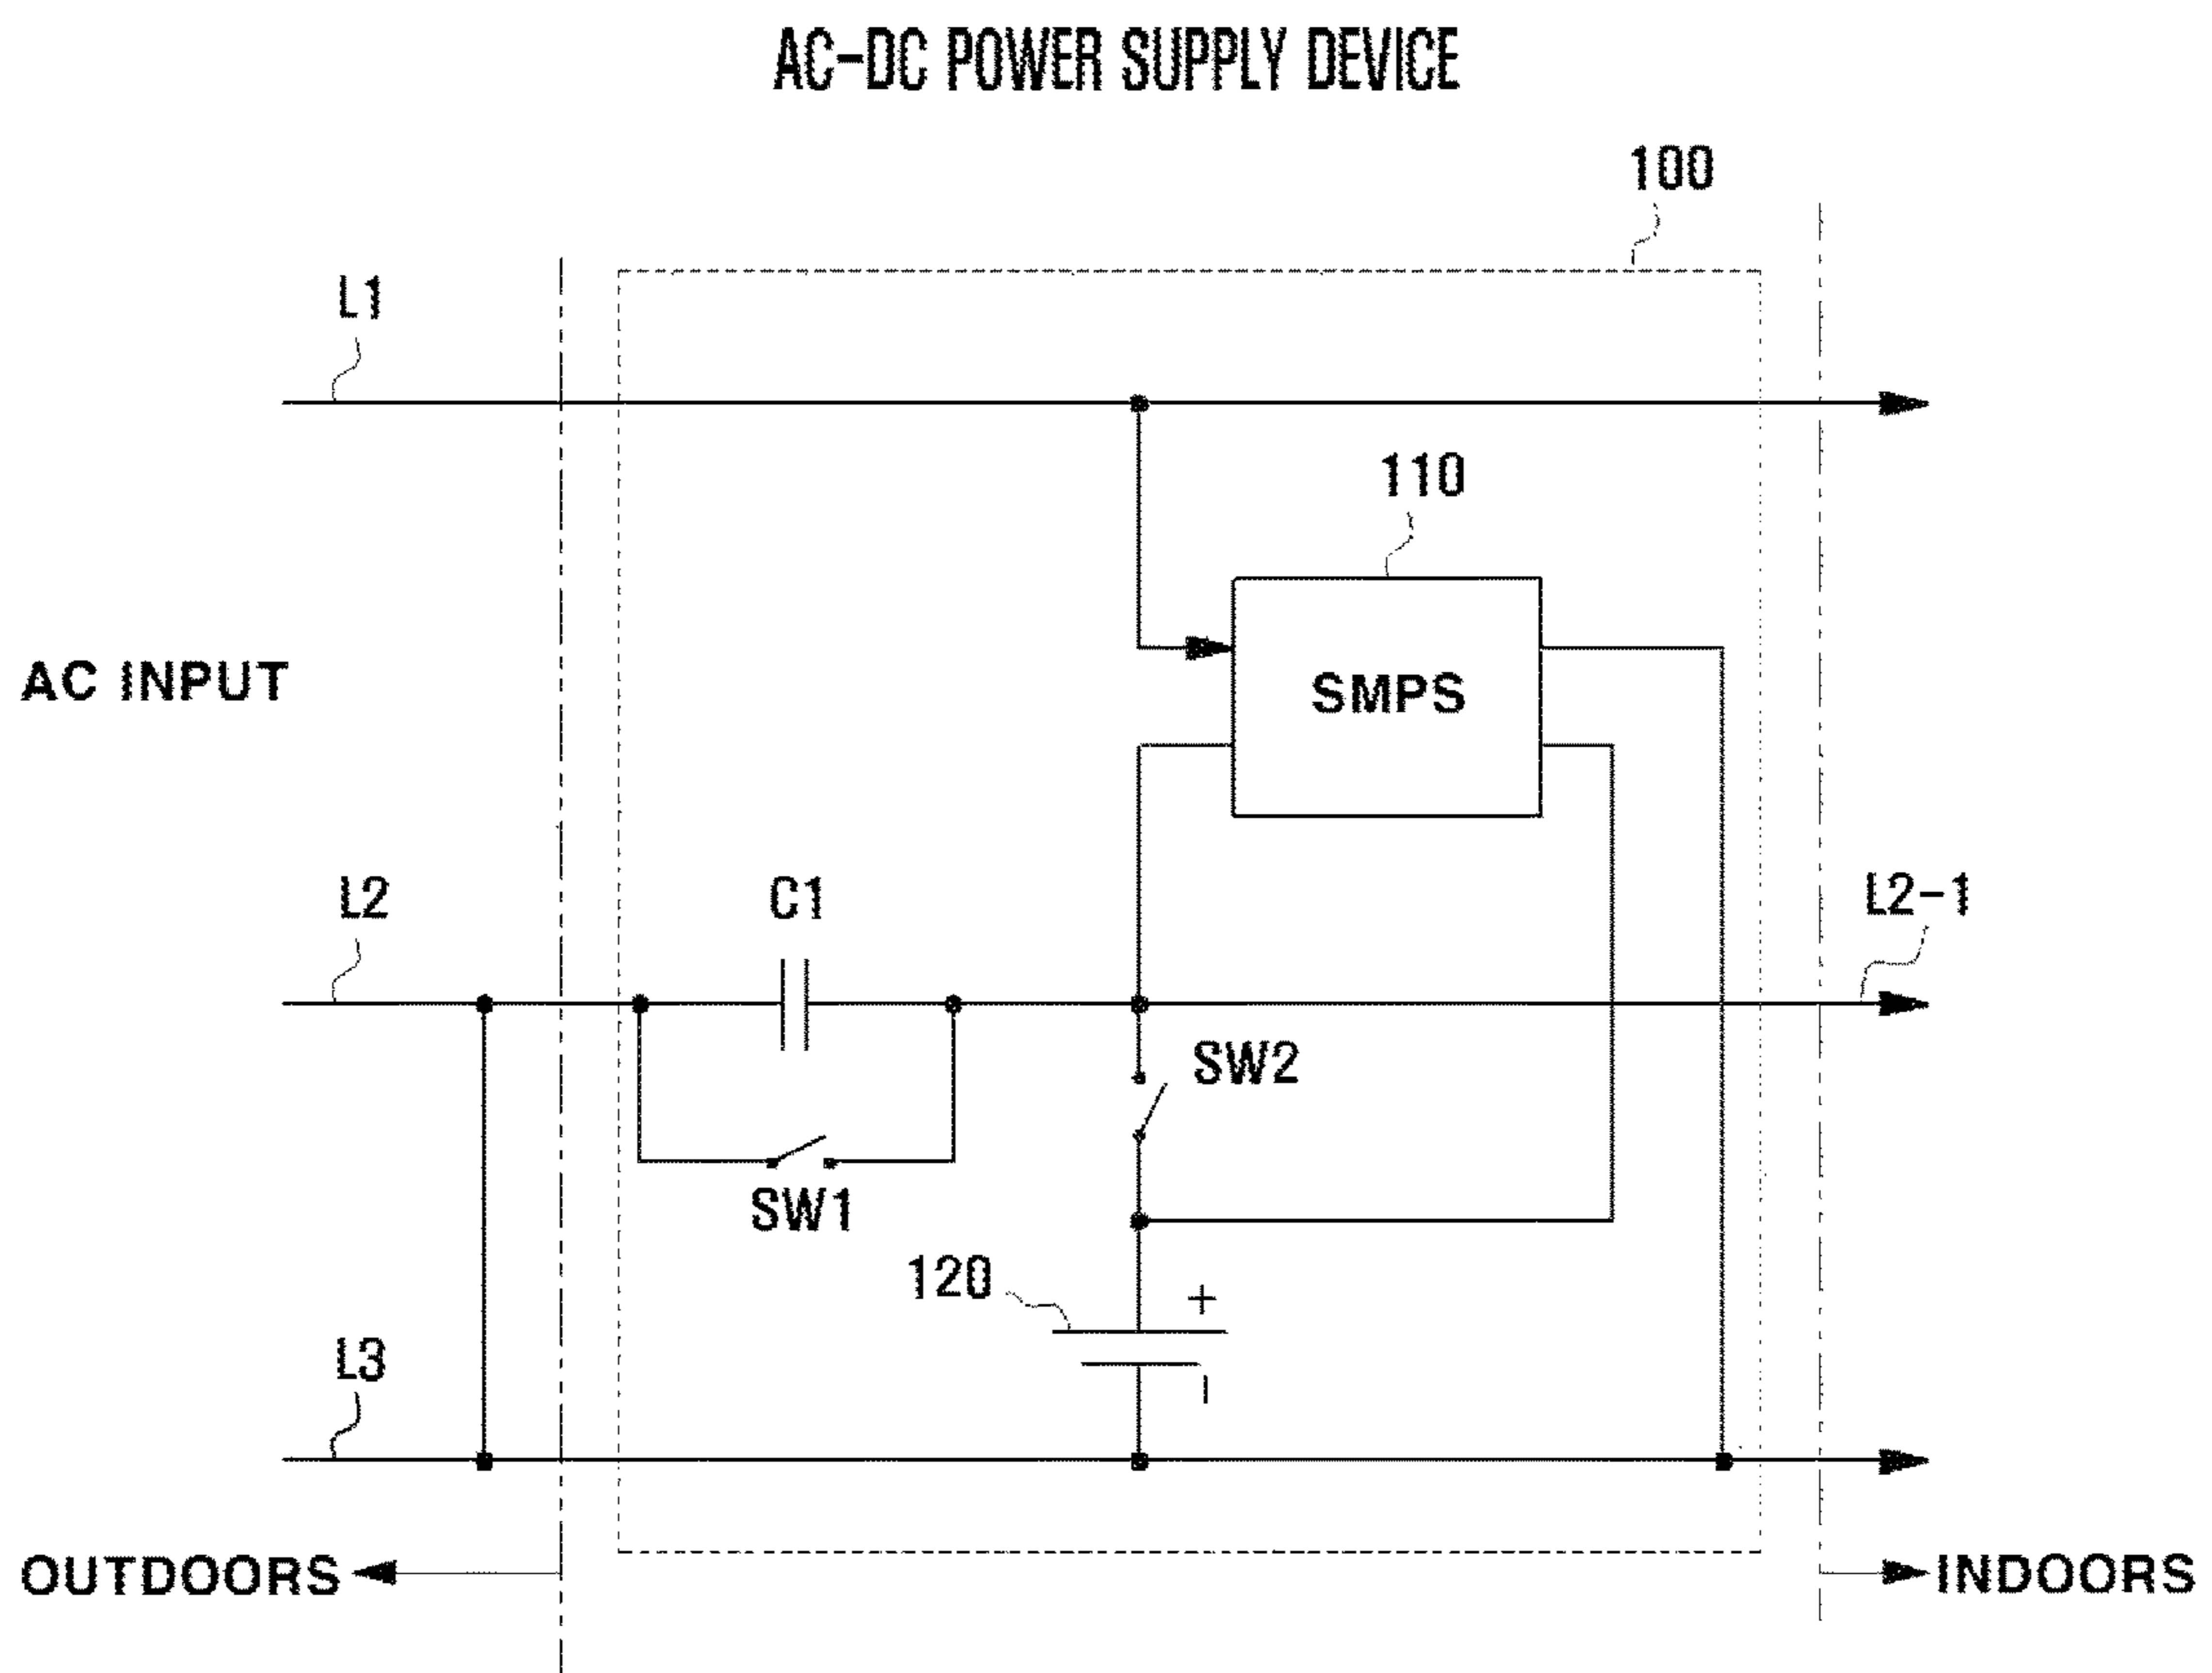 AC-DC POWER SUPPLY DEVICE
100
L1
110
AC INPUT
SMPS
L2
C1
L2-1
SW2
SW1
120
+
-
L3
OUTDOORS
INDOORS